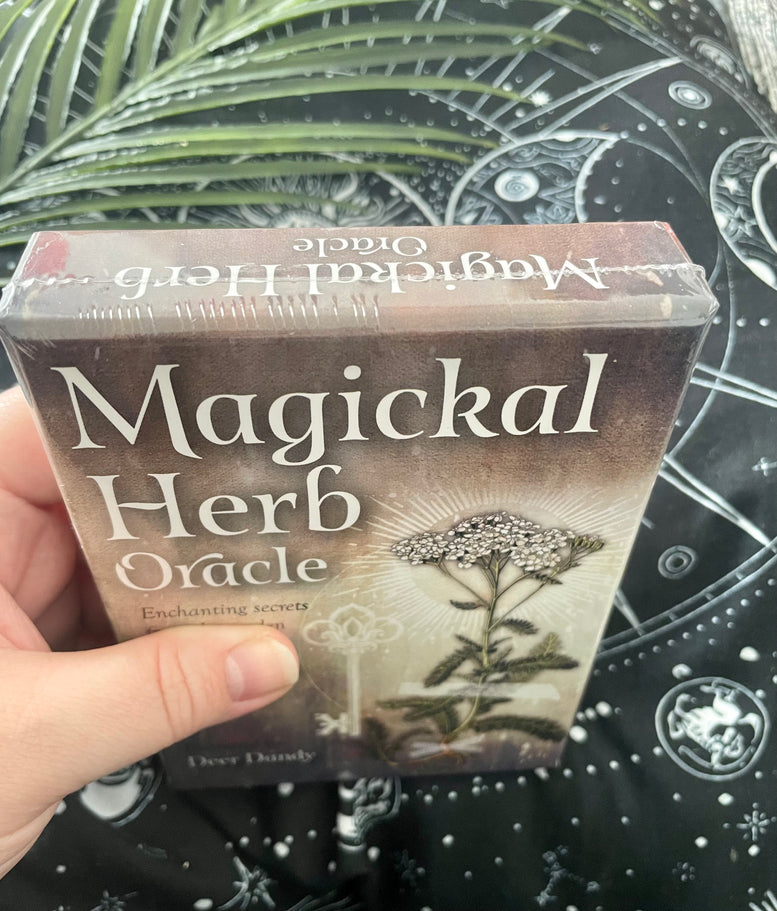 Magickal Herb
Oracle
Magickal
Herb
Oracle
Enchanting secrets
Deer Dandy